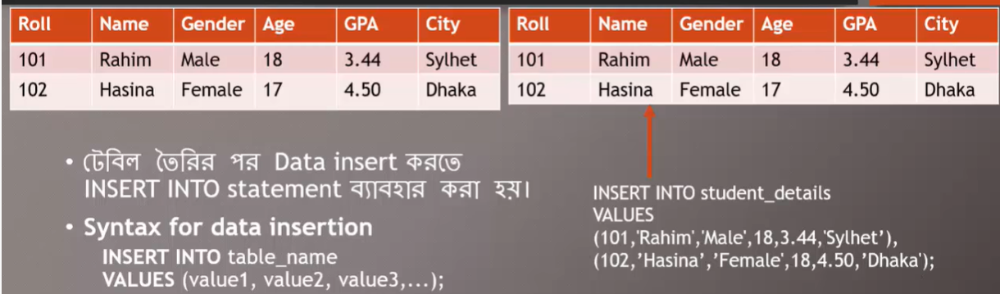 Roll Name Gender Age GPA City
101 Rahim Male 18 3.44 Sylhet
102 Hasina Female 17 4.50 Dhaka
Roll Name Gender Age GPA City
101 Rahim Male 18 3.44 Sylhet
102 Hasina Female 17 4.50 Dhaka
• টেবিল তৈরির পর Data insert করতে
INSERT INTO statement ব্যাবহার করা হয়।
• Syntax for data insertion
INSERT INTO table_name
VALUES (value1, value2, value3,...);
INSERT INTO student_details
VALUES
(101,'Rahim','Male',18,3.44,'Sylhet’),
(102,’Hasina’,’Female',18,4.50,’Dhaka');